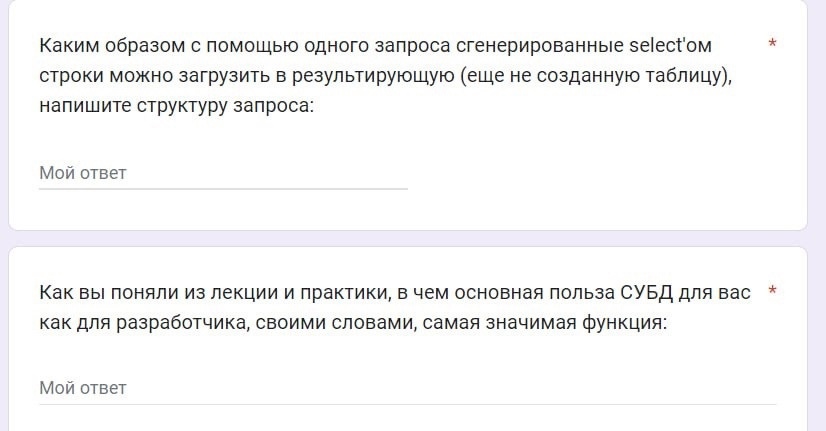 Каким образом с помощью одного запроса сгенерированные select'ом *
строки можно загрузить в результирующую (еще не созданную таблицу),
напишите структуру запроса:
Мой ответ
Как вы поняли из лекции и практики, в чем основная польза СУБД для вас *
как для разработчика, своими словами, самая значимая функция:
Мой ответ